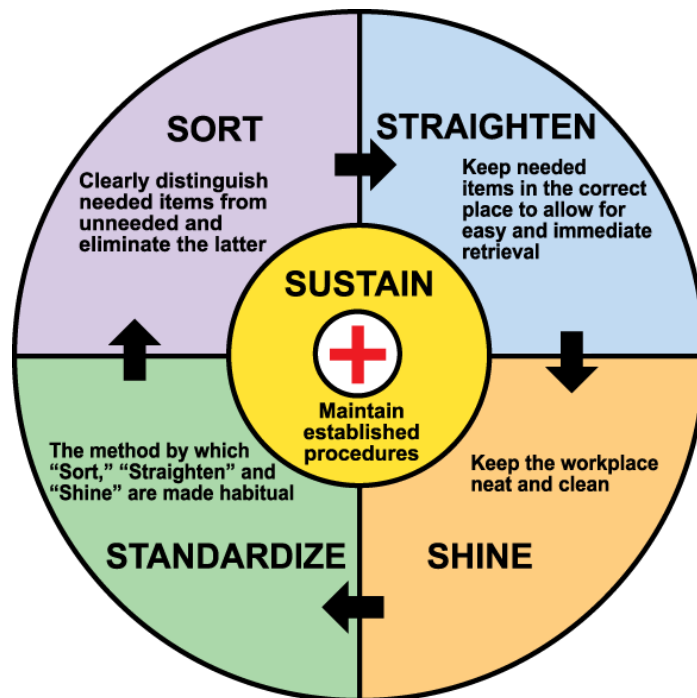 SORT
Clearly distinguish
needed items from
unneeded and
eliminate the latter
STRAIGHTEN
Keep needed
items in the correct
place to allow for
easy and immediate
retrieval
SUSTAIN
Maintain
established
procedures
The method by which
“Sort,” “Straighten” and
“Shine” are made habitual
STANDARDIZE
Keep the workplace
neat and clean
SHINE